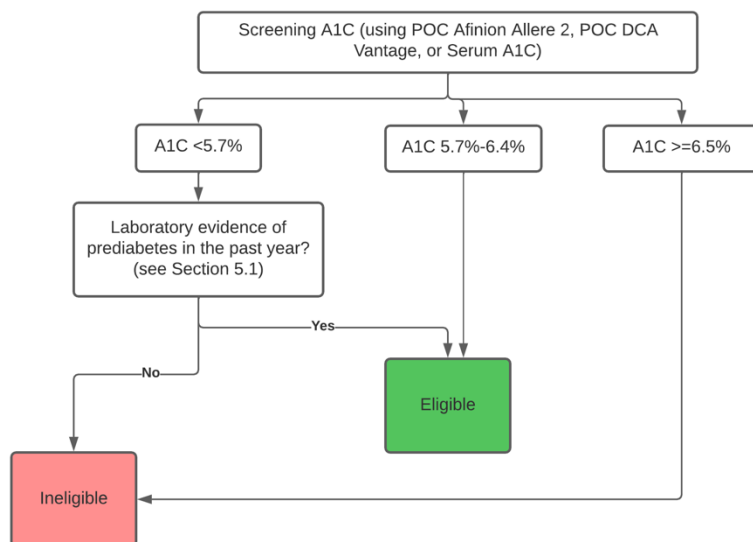 Screening A1C (using POC Afinion Allere 2, POC DCA
Vantage, or Serum A1C)
A1C <5.7%
A1C 5.7%-6.4%
A1C >=6.5%
Laboratory evidence of
prediabetes in the past year?
(see Section 5.1)
Yes
No
Eligible
Ineligible